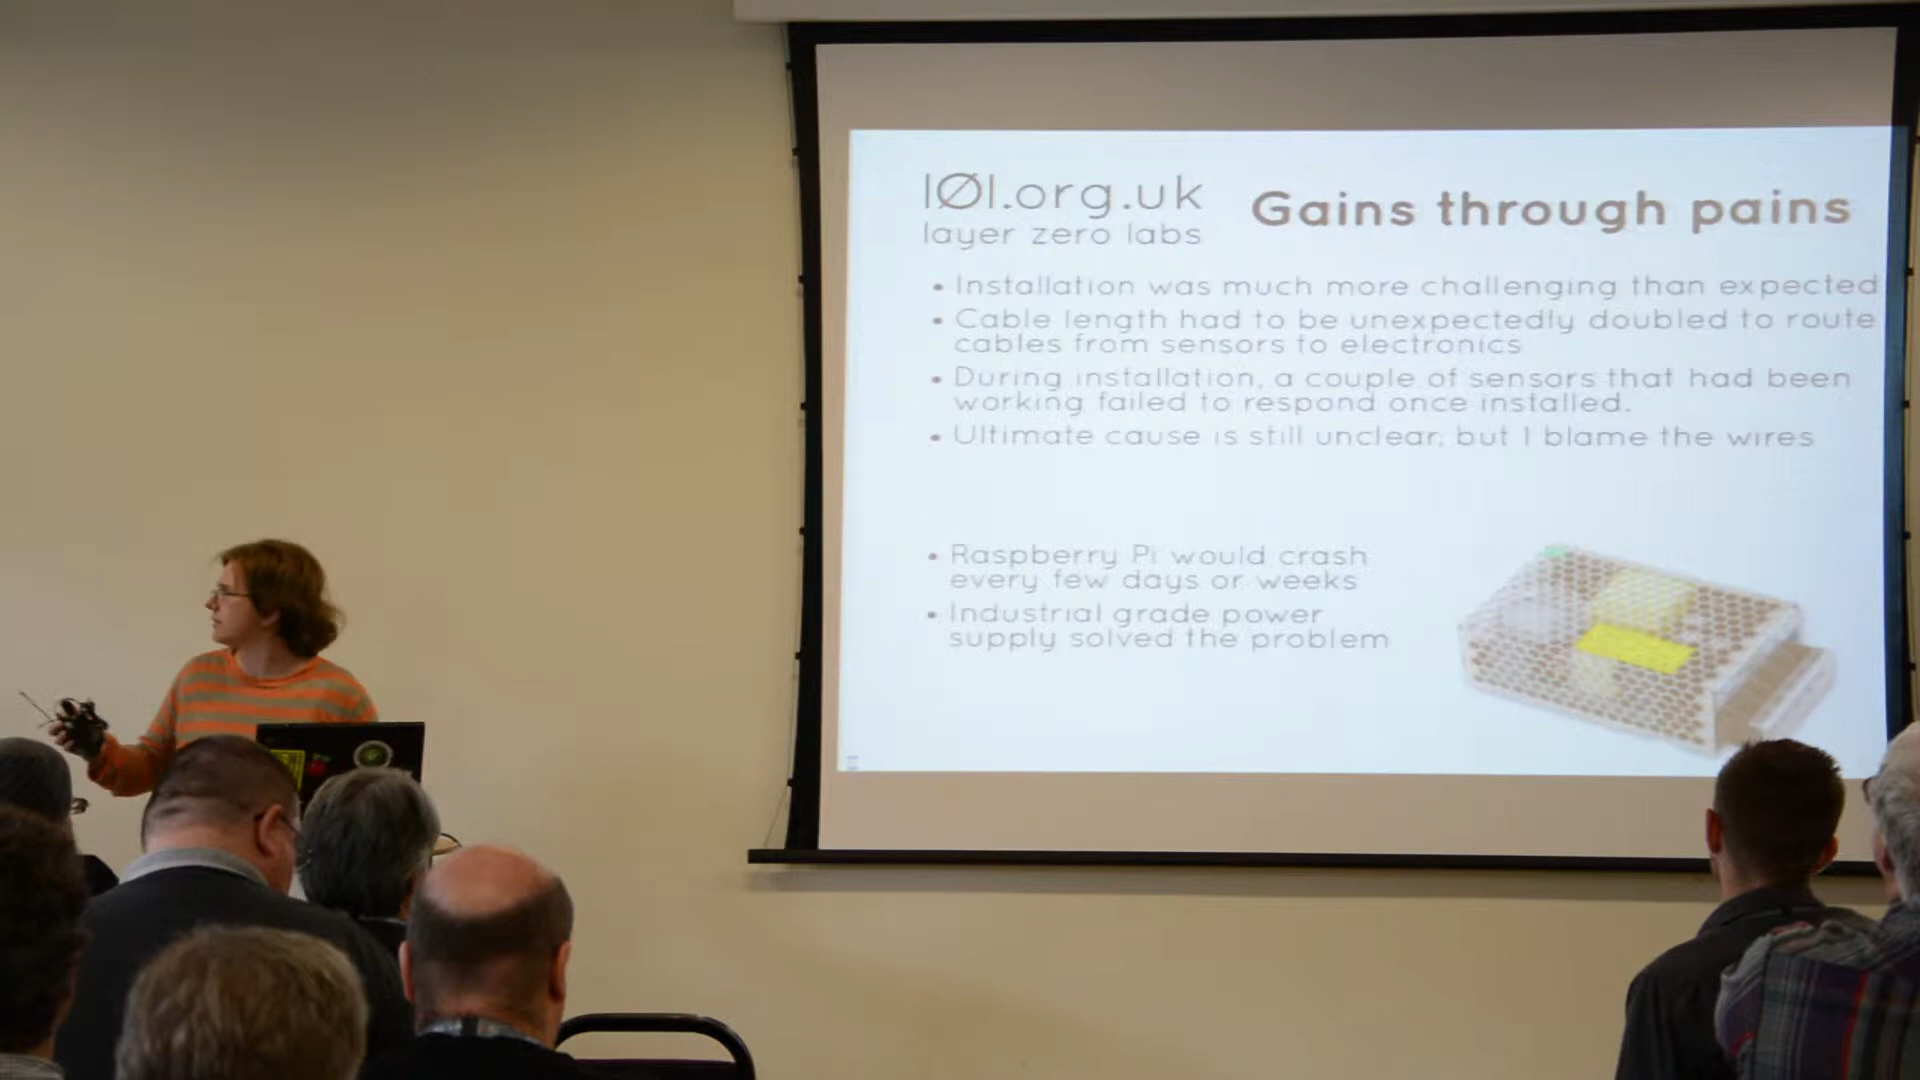 101.org.uk
layer zero labs
Gains through pains
• Installation was much more challenging than expected
• Cable length had to be unexpectedly doubled to route
cables from sensors to electronics
• During installation, a couple of sensors that had been
working failed to respond once installed.
• Ultimate cause is still unclear, but I blame the wires
• Raspberry Pi would crash
every few days or weeks
• Industrial grade power
supply solved the problem